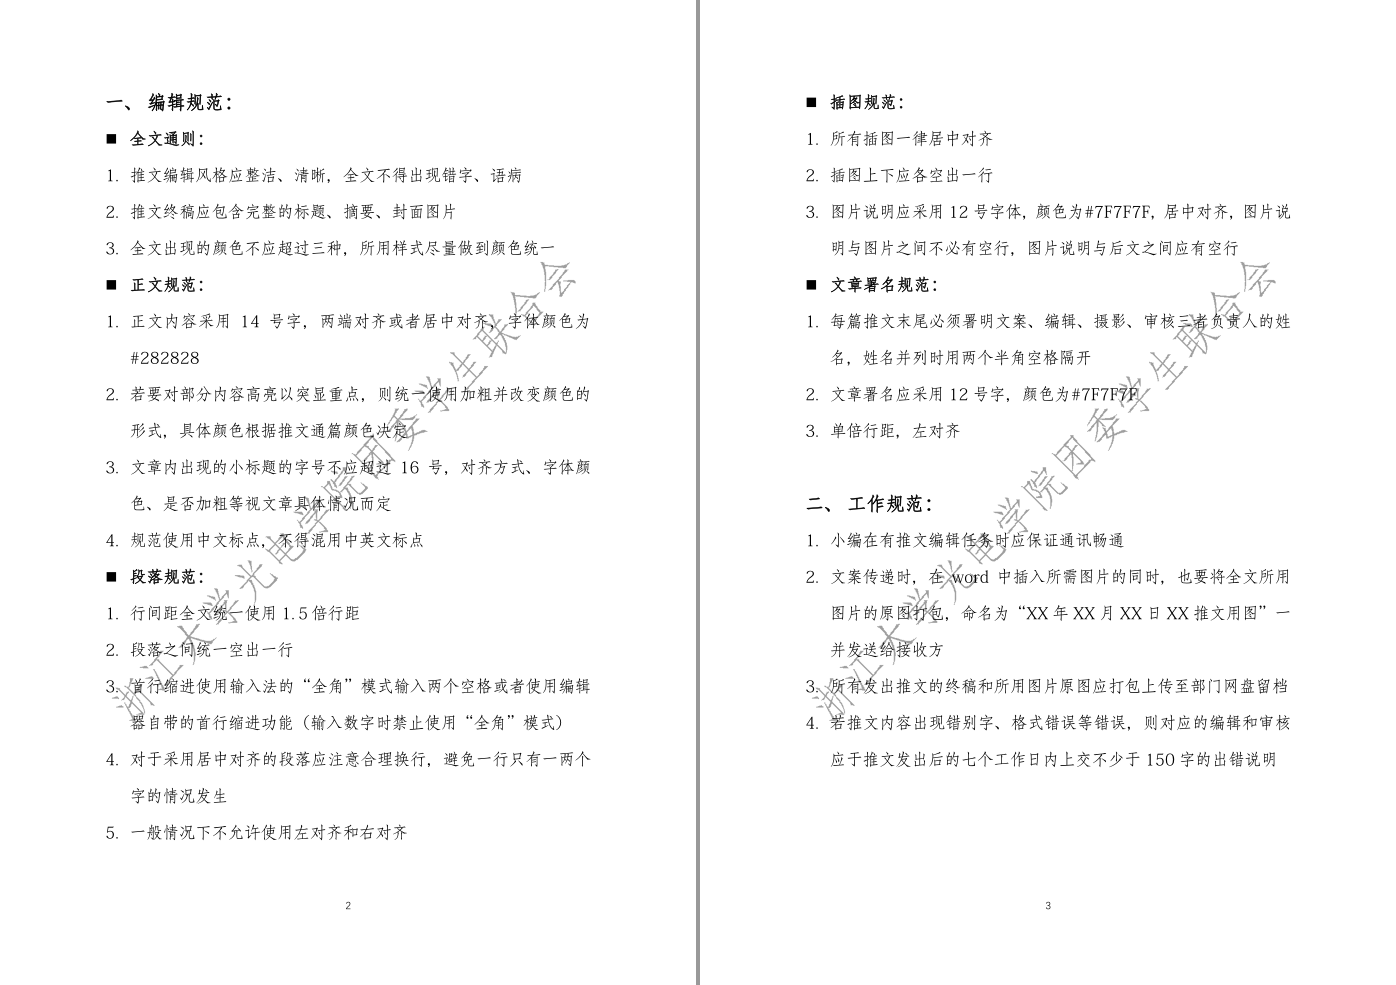 一、 编辑规范：
■ 全文通则：
1. 推文编辑风格应整洁、清晰，全文不得出现错字、语病
2. 推文终稿应包含完整的标题、摘要、封面图片
3. 全文出现的颜色不应超过三种，所用样式尽量做到颜色统一
■ 正文规范：
1. 正文内容采用 14 号字，两端对齐或者居中对齐，字体颜色为
#282828
2. 若要对部分内容高亮以突显重点，则统一使用加粗并改变颜色的
形式，具体颜色根据推文通篇颜色决定
3. 文章内出现的小标题的字号不应超过 16 号，对齐方式、字体颜
色、是否加粗等视文章具体情况而定
4. 规范使用中文标点，不得混用中英文标点
■ 段落规范：
1. 行间距全文统一使用 1.5 倍行距
2. 段落之间统一空出一行
3. 首行缩进使用输入法的“全角”模式输入两个空格或者使用编辑
器自带的首行缩进功能（输入数字时禁止使用“全角”模式）
4. 对于采用居中对齐的段落应注意合理换行，避免一行只有一两个
字的情况发生
5. 一般情况下不允许使用左对齐和右对齐
浙江大学光电学院团委学生联合会
2
■ 插图规范：
1. 所有插图一律居中对齐
2. 插图上下应各空出一行
3. 图片说明应采用 12 号字体，颜色为#7F7F7F，居中对齐，图片说
明与图片之间不必有空行，图片说明与后文之间应有空行
■ 文章署名规范：
1. 每篇推文末尾必须署明文案、编辑、摄影、审核三者负责人的姓
名，姓名并列时用两个半角空格隔开
2. 文章署名应采用 12 号字，颜色为#7F7F7F
3. 单倍行距，左对齐
二、 工作规范：
1. 小编在有推文编辑任务时应保证通讯畅通
2. 文案传递时，在 word 中插入所需图片的同时，也要将全文所用
图片的原图打包，命名为“XX 年 XX 月 XX 日 XX 推文用图”一
并发送给接收方
3. 所有发出推文的终稿和所用图片原图应打包上传至部门网盘留档
4. 若推文内容出现错别字、格式错误等错误，则对应的编辑和审核
应于推文发出后的七个工作日内上交不少于 150 字的出错说明
浙江大学光电学院团委学生联合会
3